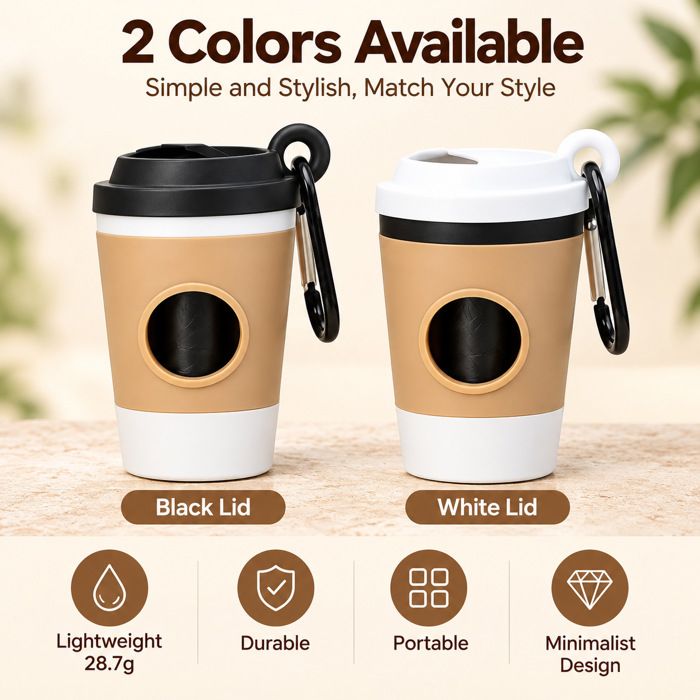 2 Colors Available
Simple and Stylish, Match Your Style
Black Lid
White Lid
Lightweight
28.7g
Durable
Portable
Minimalist
Design